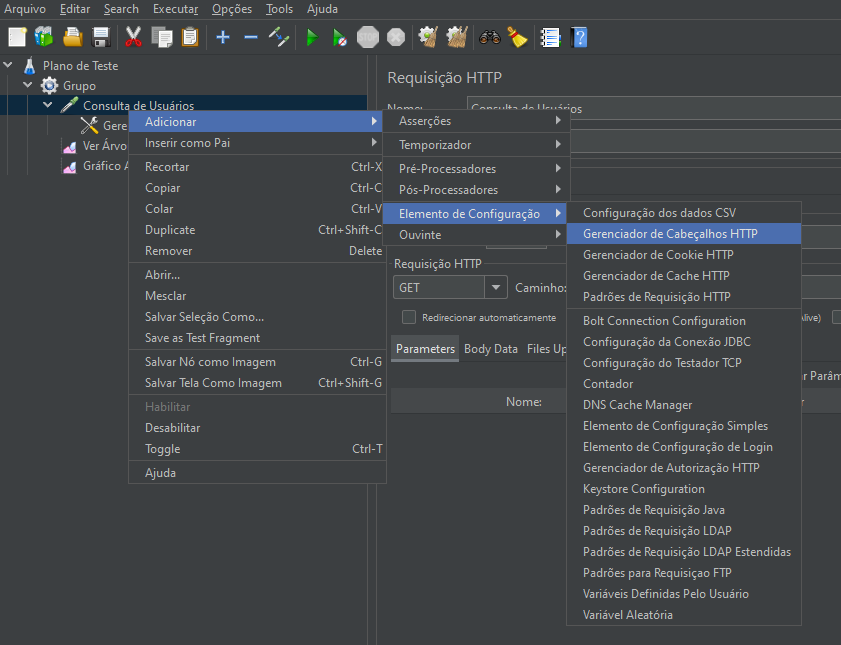 Arquivo Editar Search Executar Opções Tools Ajuda
Plano de Teste
Grupo
Consulta de Usuários
Gere
Ver Árvo
Gráfico A
Requisição HTTP
Nome: Consulta de Usuários
Adicionar
Inserir como Pai
Recortar Ctrl-X
Copiar Ctrl-C
Colar Ctrl-V
Duplicate Ctrl+Shift-C
Remover Delete
Abrir...
Mesclar
Salvar Seleção Como...
Save as Test Fragment
Salvar Nó como Imagem Ctrl-G
Salvar Tela Como Imagem Ctrl+Shift-G
Habilitar
Desabilitar
Toggle Ctrl-T
Ajuda
Asserções
Temporizador
Pré-Processadores
Pós-Processadores
Elemento de Configuração
Ouvinte
Requisição HTTP
GET Caminho:
Redirecionar automaticamente
Alive)
Parameters Body Data Files Up
ar Parâm
Nome:
Configuração dos dados CSV
Gerenciador de Cabeçalhos HTTP
Gerenciador de Cookie HTTP
Gerenciador de Cache HTTP
Padrões de Requisição HTTP
Bolt Connection Configuration
Configuração da Conexão JDBC
Configuração do Testador TCP
Contador
DNS Cache Manager
Elemento de Configuração Simples
Elemento de Configuração de Login
Gerenciador de Autorização HTTP
Keystore Configuration
Padrões de Requisição Java
Padrões de Requisição LDAP
Padrões de Requisição LDAP Estendidas
Padrões para Requisiçao FTP
Variáveis Definidas Pelo Usuário
Variável Aleatória